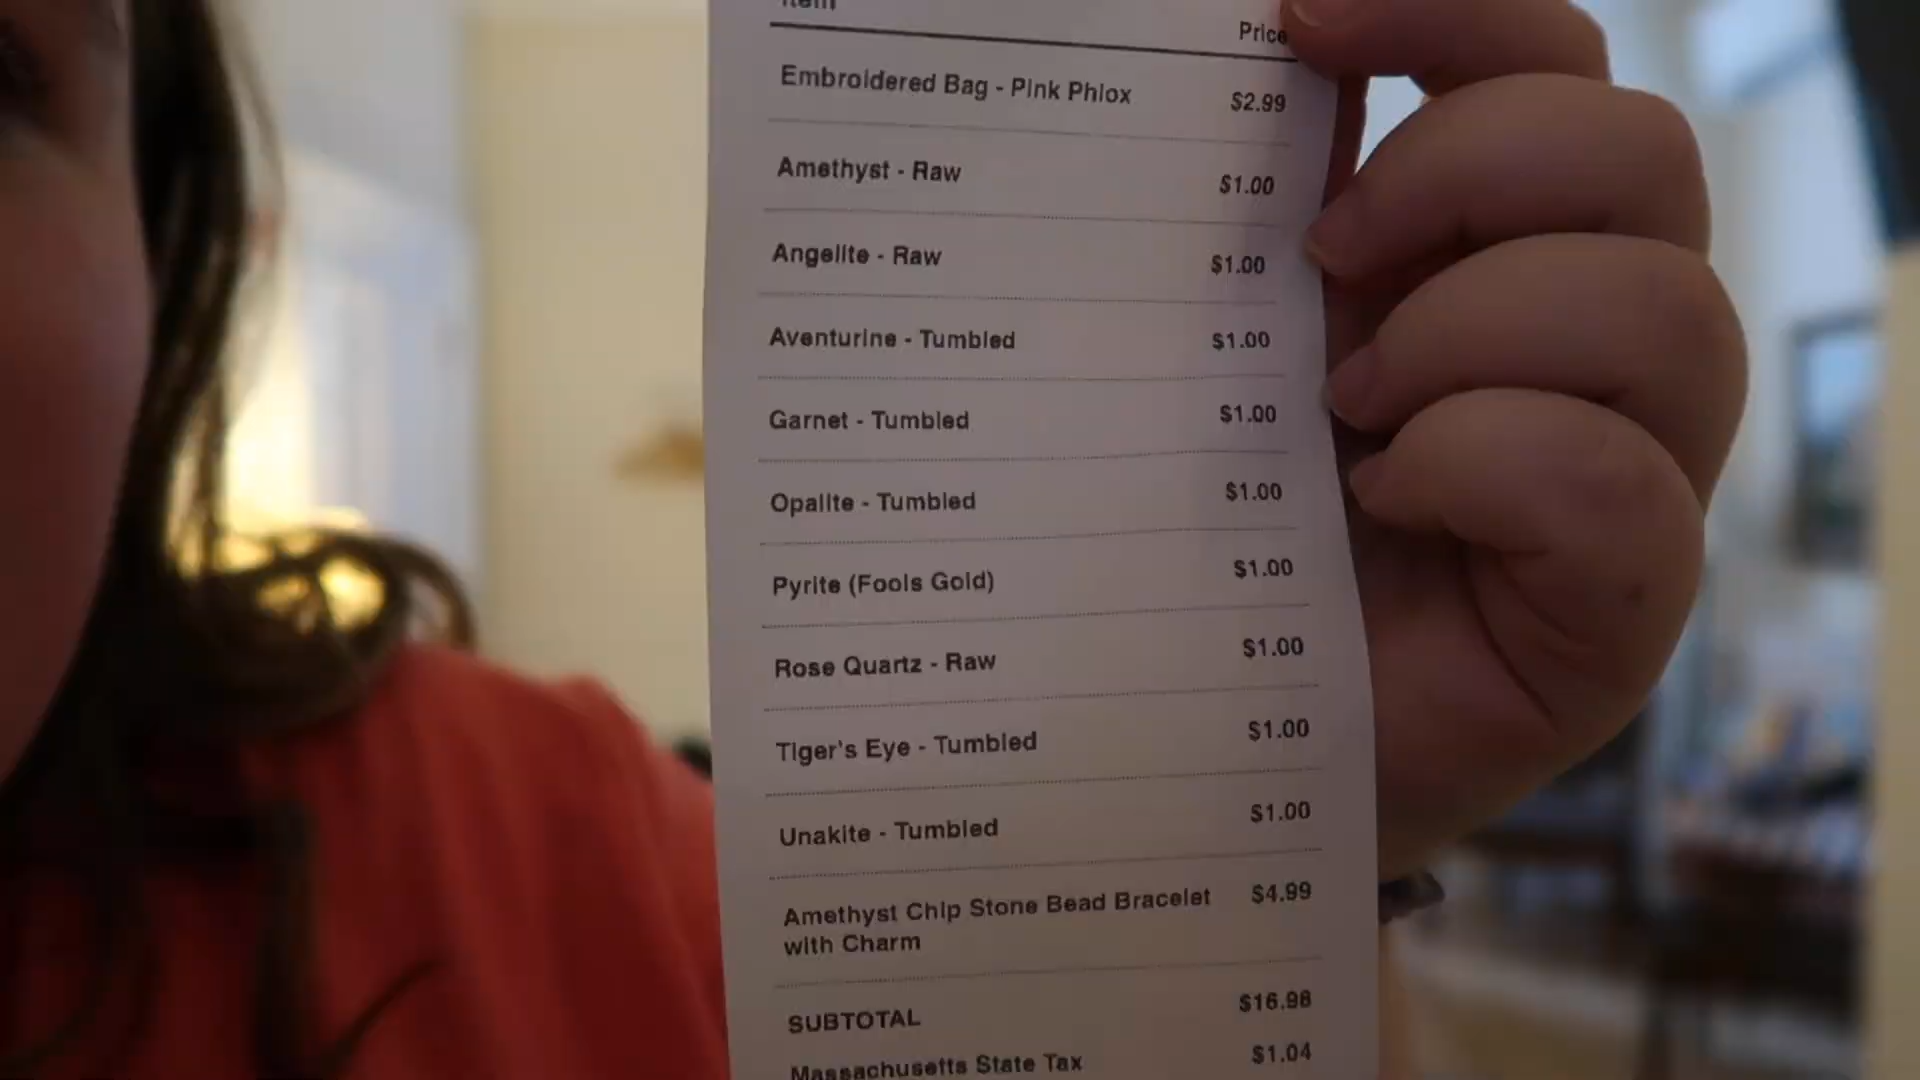 Item Price
Embroidered Bag - Pink Phlox $2.99
Amethyst - Raw $1.00
Angelite - Raw $1.00
Aventurine - Tumbled $1.00
Garnet - Tumbled $1.00
Opalite - Tumbled $1.00
Pyrite (Fools Gold) $1.00
Rose Quartz - Raw $1.00
Tiger's Eye - Tumbled $1.00
Unakite - Tumbled $1.00
Amethyst Chip Stone Bead Bracelet $4.99
with Charm
SUBTOTAL $16.98
Massachusetts State Tax $1.04